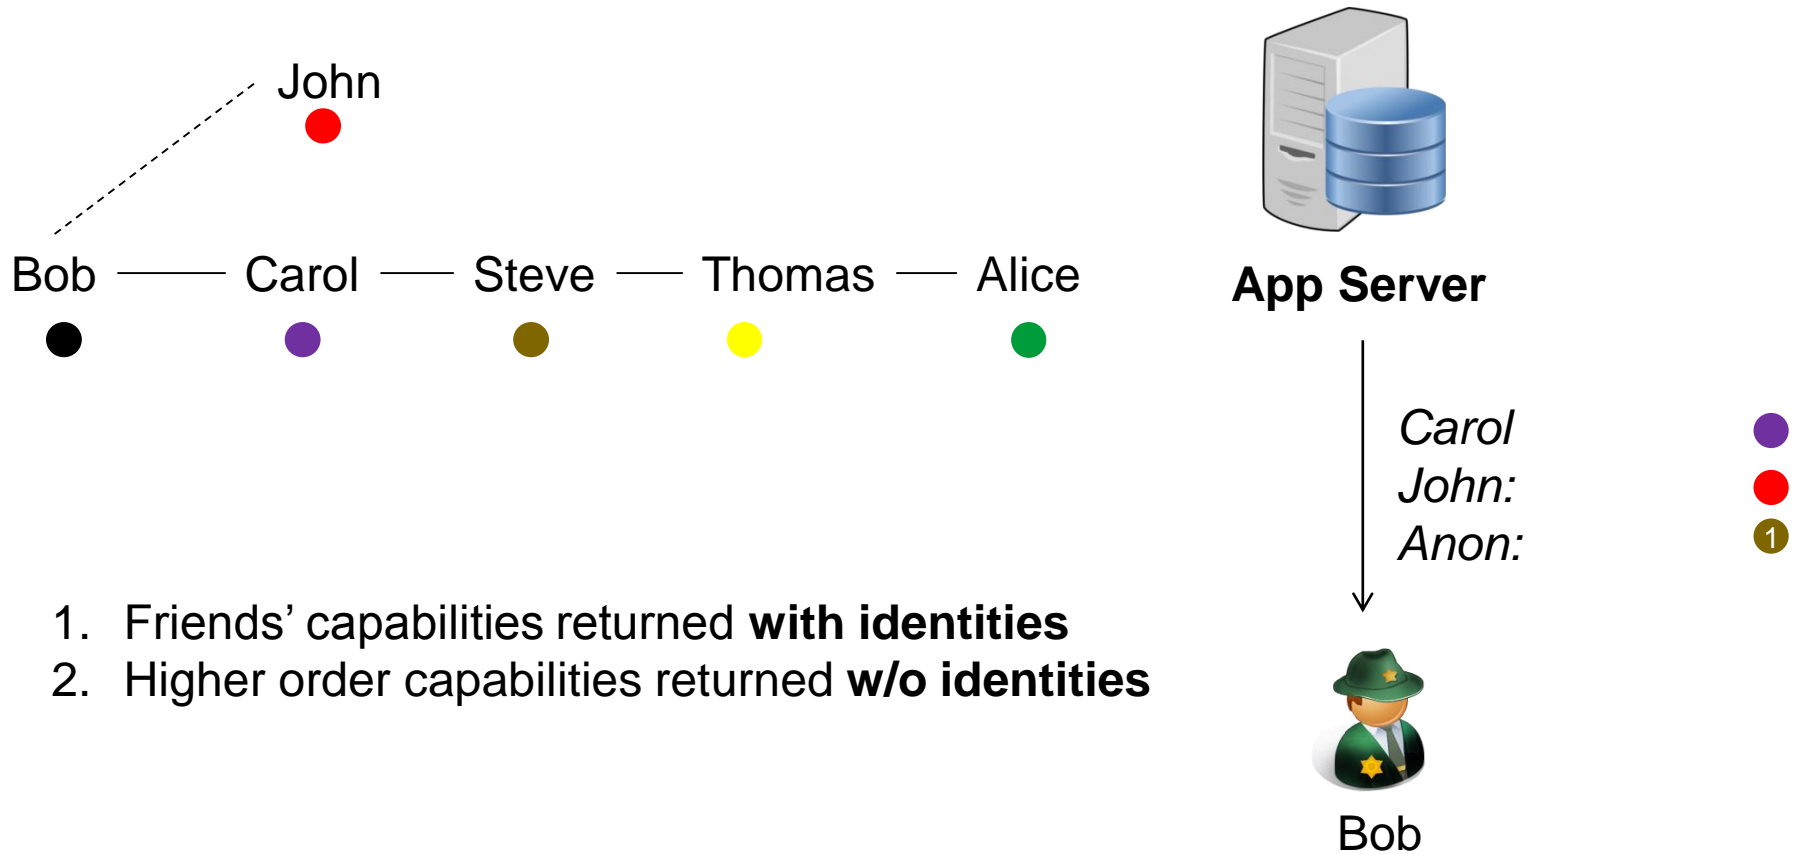 John
Bob Carol Steve Thomas Alice
App Server
Carol
John:
Anon: 1
1. Friends’ capabilities returned with identities
2. Higher order capabilities returned w/o identities
Bob